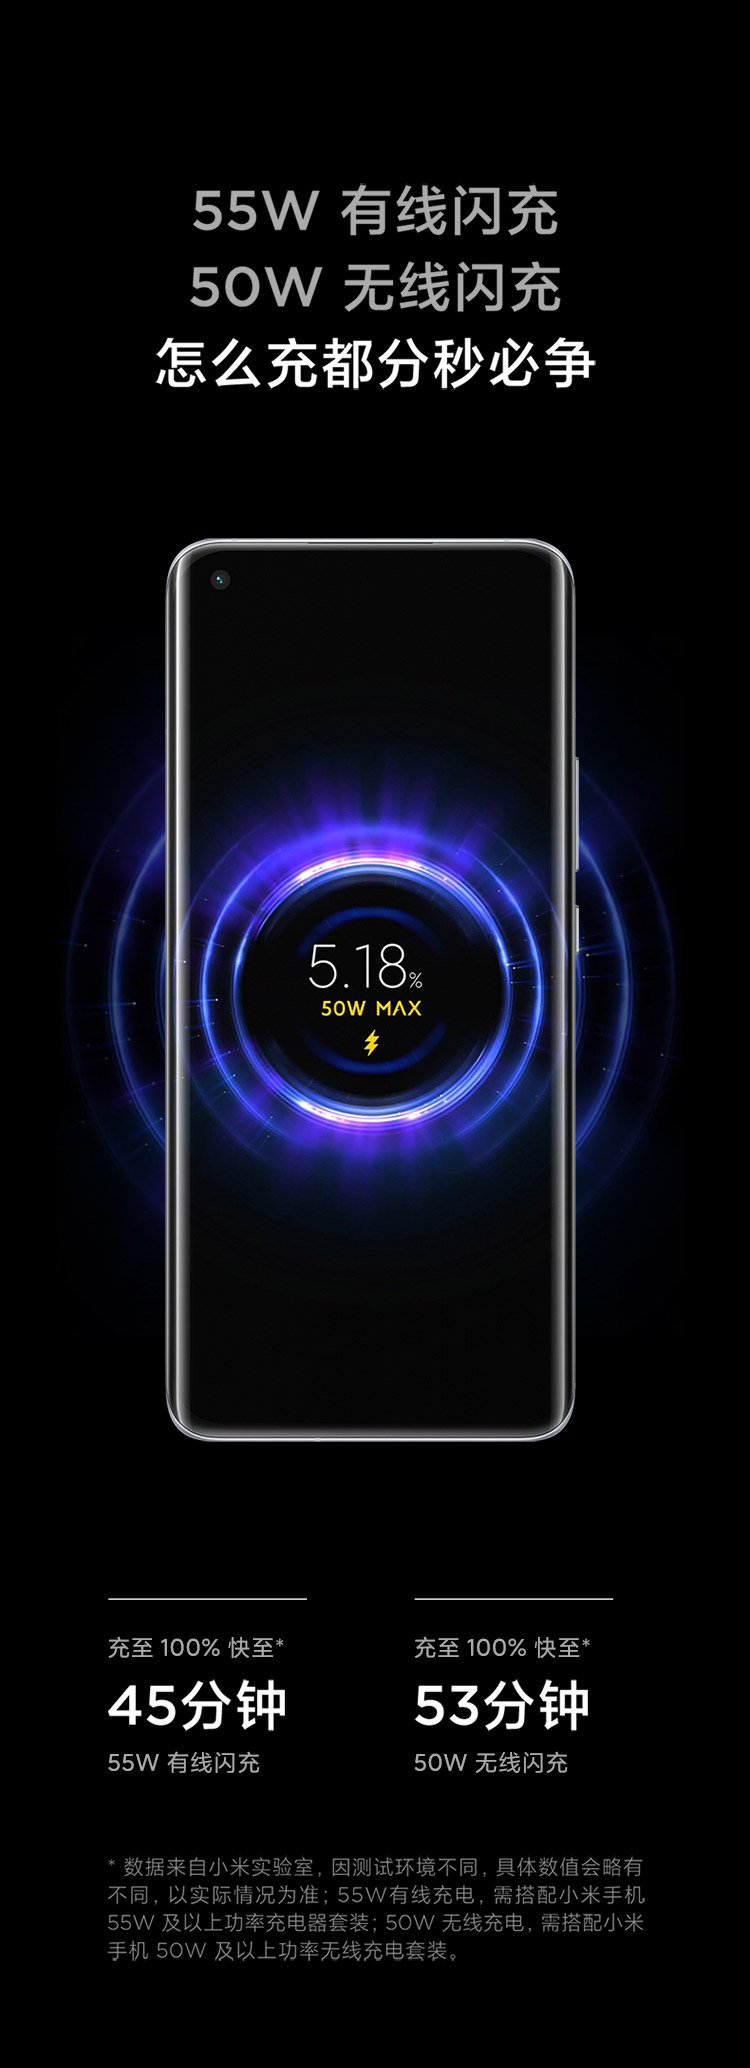 55W 有线闪充
50W 无线闪充
怎么充都分秒必争
5.18%
50W MAX
充至 100% 快至*
45分钟
55W 有线闪充
充至 100% 快至*
53分钟
50W 无线闪充
* 数据来自小米实验室，因测试环境不同，具体数值会略有
不同，以实际情况为准；55W有线充电，需搭配小米手机
55W 及以上功率充电器套装；50W 无线充电，需搭配小米
手机 50W 及以上功率无线充电套装。